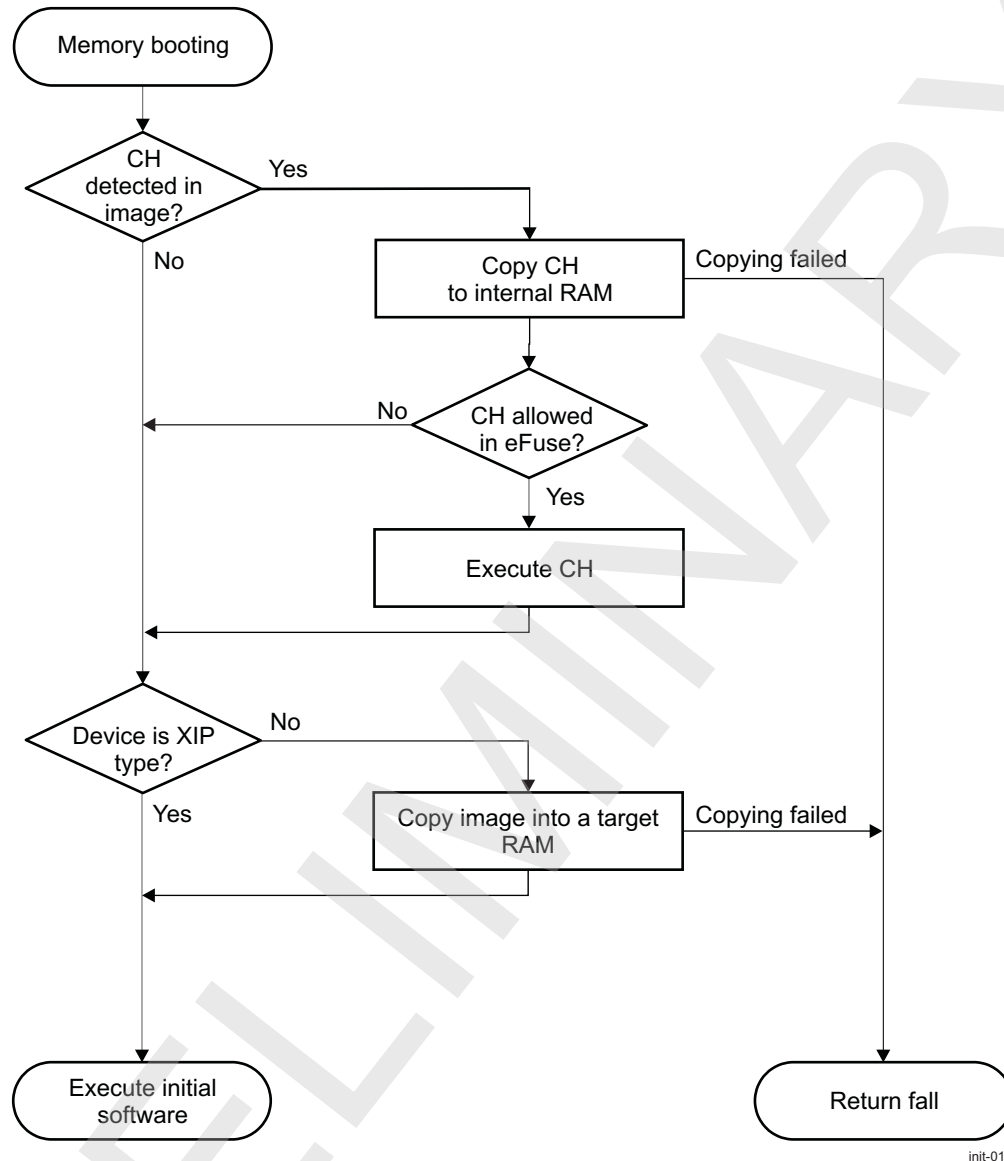 Memory booting
CH
detected in
image?
Yes
No
Copy CH
to internal RAM
Copying failed
No
CH allowed
in eFuse?
Yes
Execute CH
Device is XIP
type?
No
Yes
Copy image into a target
RAM
Copying failed
Execute initial
software
Return fall
init-01
ELIMINARY